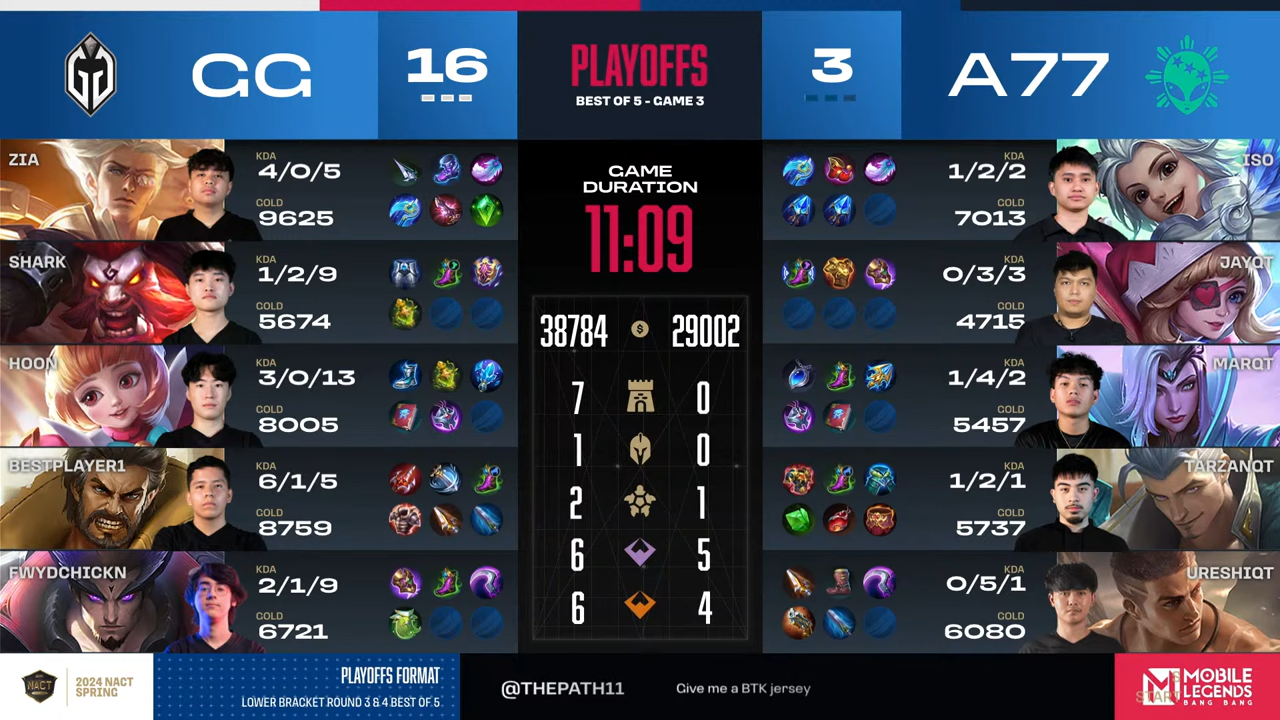 GG
16
PLAYOFFS
BEST OF 5 - GAME 3
3
A77
GAME
DURATION
11:09
38784 29002
7 0
1 0
2 1
6 5
6 4
ZIA
KDA
4/0/5
GOLD
9625
SHARK
KDA
1/2/9
GOLD
5674
HOON
KDA
3/0/13
GOLD
8005
BESTPLAYER1
KDA
6/1/5
GOLD
8759
FWYDCHICKN
KDA
2/1/9
GOLD
6721
ISO
KDA
1/2/2
GOLD
7013
JAYQT
KDA
0/3/3
GOLD
4715
MARQT
KDA
1/4/2
GOLD
5457
TARZANQT
KDA
1/2/1
GOLD
5737
URESHIQT
KDA
0/5/1
GOLD
6080
NACT
2024 NACT
SPRING
PLAYOFFS FORMAT
LOWER BRACKET ROUND 3 & 4 BEST OF 5
@THEPATH11
Give me a BTK jersey
MOBILE
LEGENDS
BANG BANG